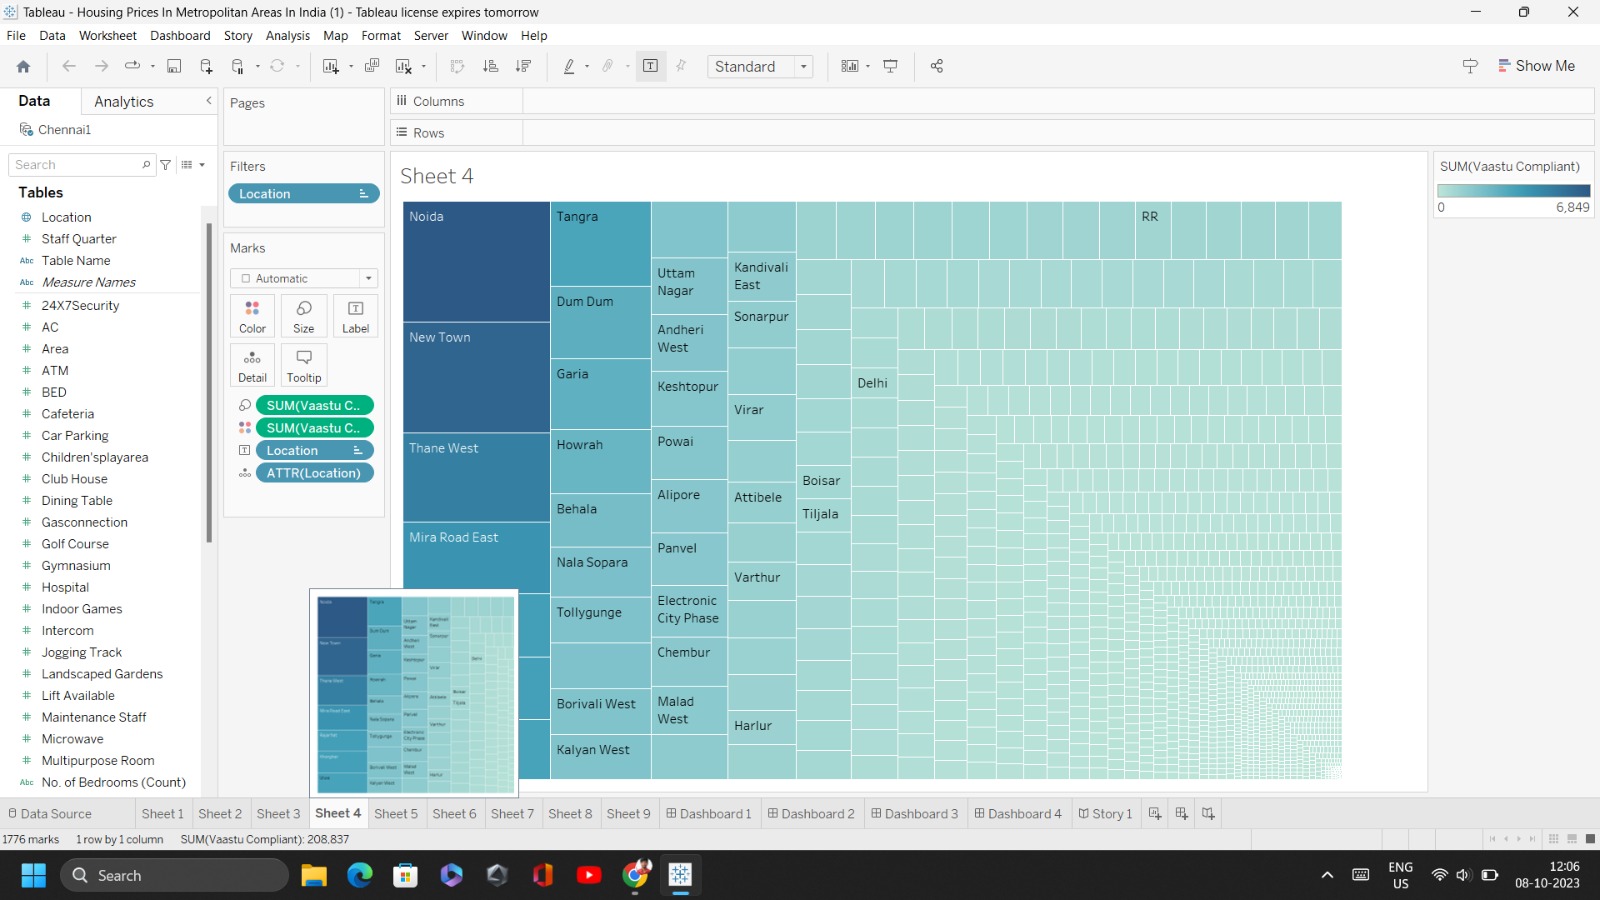 Tableau - Housing Prices In Metropolitan Areas In India (1) - Tableau license expires tomorrow
File Data Worksheet Dashboard Story Analysis Map Format Server Window Help
Standard
Show Me
Data Analytics
Chennai1
Search
Tables
Location
Staff Quarter
Abc Table Name
Abc Measure Names
24X7Security
AC
Area
ATM
BED
Cafeteria
Car Parking
Children'splayarea
Club House
Dining Table
Gasconnection
Golf Course
Gymnasium
Hospital
Indoor Games
Intercom
Jogging Track
Landscaped Gardens
Lift Available
Maintenance Staff
Microwave
Multipurpose Room
Abc No. of Bedrooms (Count)
Pages
Filters
Location
Marks
Automatic
Color Size Label
Detail Tooltip
SUM(Vaastu C..
SUM(Vaastu C..
Location
ATTR(Location)
Columns
Rows
Sheet 4
Noida
New Town
Thane West
Mira Road East
Tangra
Dum Dum
Garia
Howrah
Behala
Nala Sopara
Tollygunge
Borivali West
Kalyan West
Uttam
Nagar
Andheri
West
Keshtopur
Powai
Alipore
Panvel
Electronic
City Phase
Chembur
Malad
West
Kandivali
East
Sonarpur
Virar
Attibele
Varthur
Harlur
Boisar
Tiljala
Delhi
RR
SUM(Vaastu Compliant)
0 6,849
Data Source Sheet 1 Sheet 2 Sheet 3 Sheet 4 Sheet 5 Sheet 6 Sheet 7 Sheet 8 Sheet 9 Dashboard 1 Dashboard 2 Dashboard 3 Dashboard 4 Story 1
1776 marks 1 row by 1 column SUM(Vaastu Compliant): 208,837
Search
ENG
US
12:06
08-10-2023